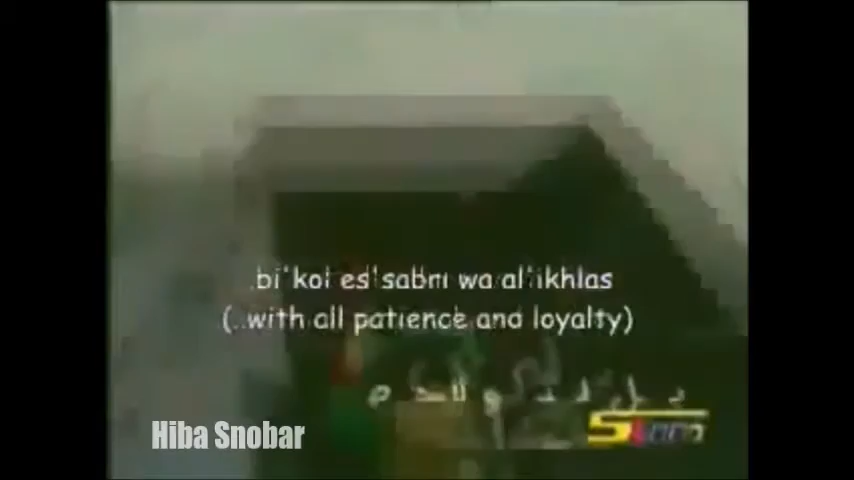 ..bi'kol es'sabri wa al'ikhlas
(..with all patience and loyalty)
Hiba Snobar